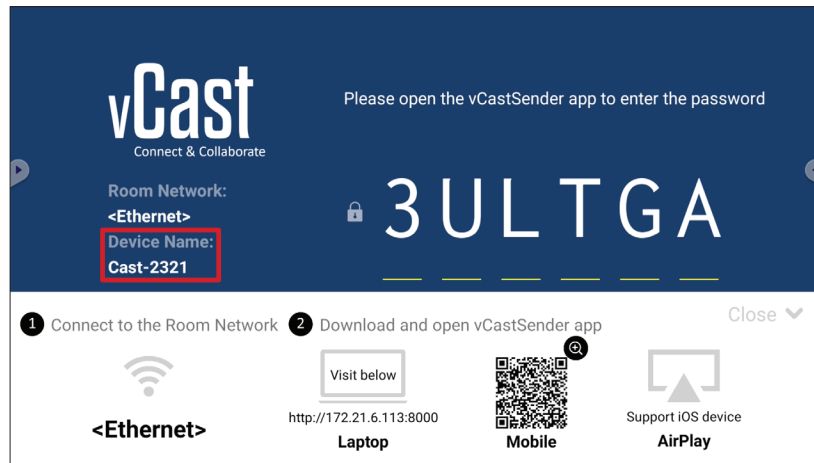 vCast
Connect & Collaborate
Please open the vCastSender app to enter the password
Room Network:
<Ethernet>
Device Name:
Cast-2321
3ULTGA
Close
1 Connect to the Room Network
2 Download and open vCastSender app
<Ethernet>
Visit below
http://172.21.6.113:8000
Laptop
Mobile
Support iOS device
AirPlay